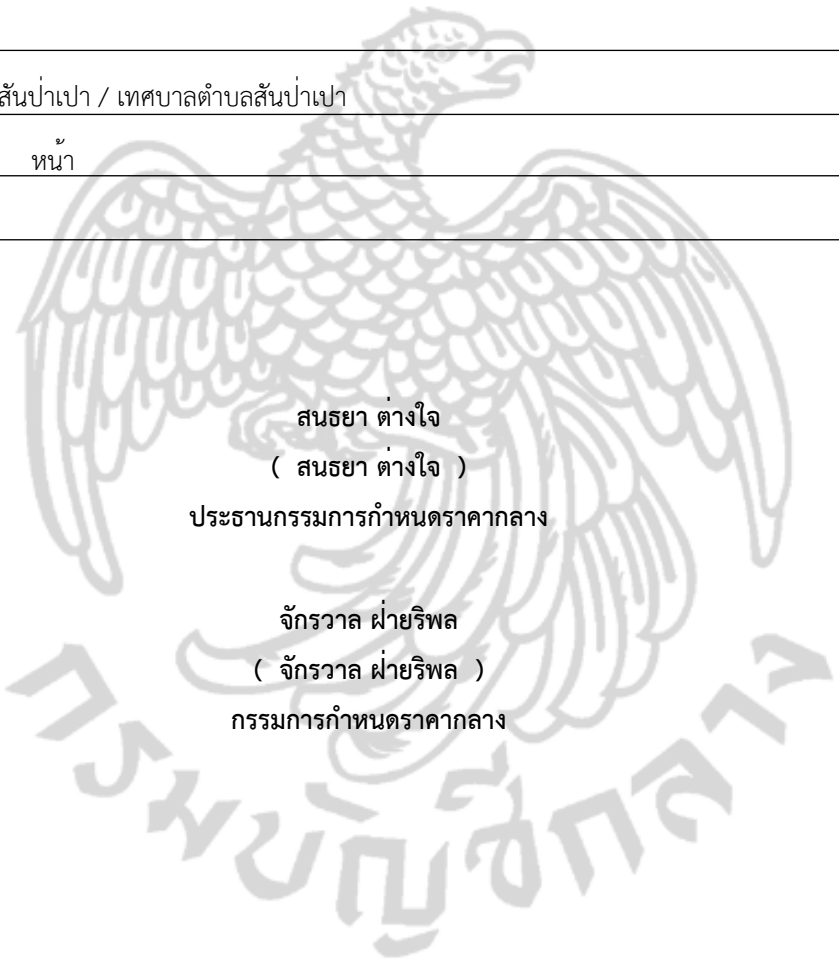 สันป่าเปา / เทศบาลตำบลสันป่าเปา
หน้า
สนธยา ต่างใจ
( สนธยา ต่างใจ )
ประธานกรรมการกำหนดราคากลาง
จักรวาล ฝ่ายริพล
( จักรวาล ฝ่ายริพล )
กรรมการกำหนดราคากลาง
กรมบัญชีกลาง